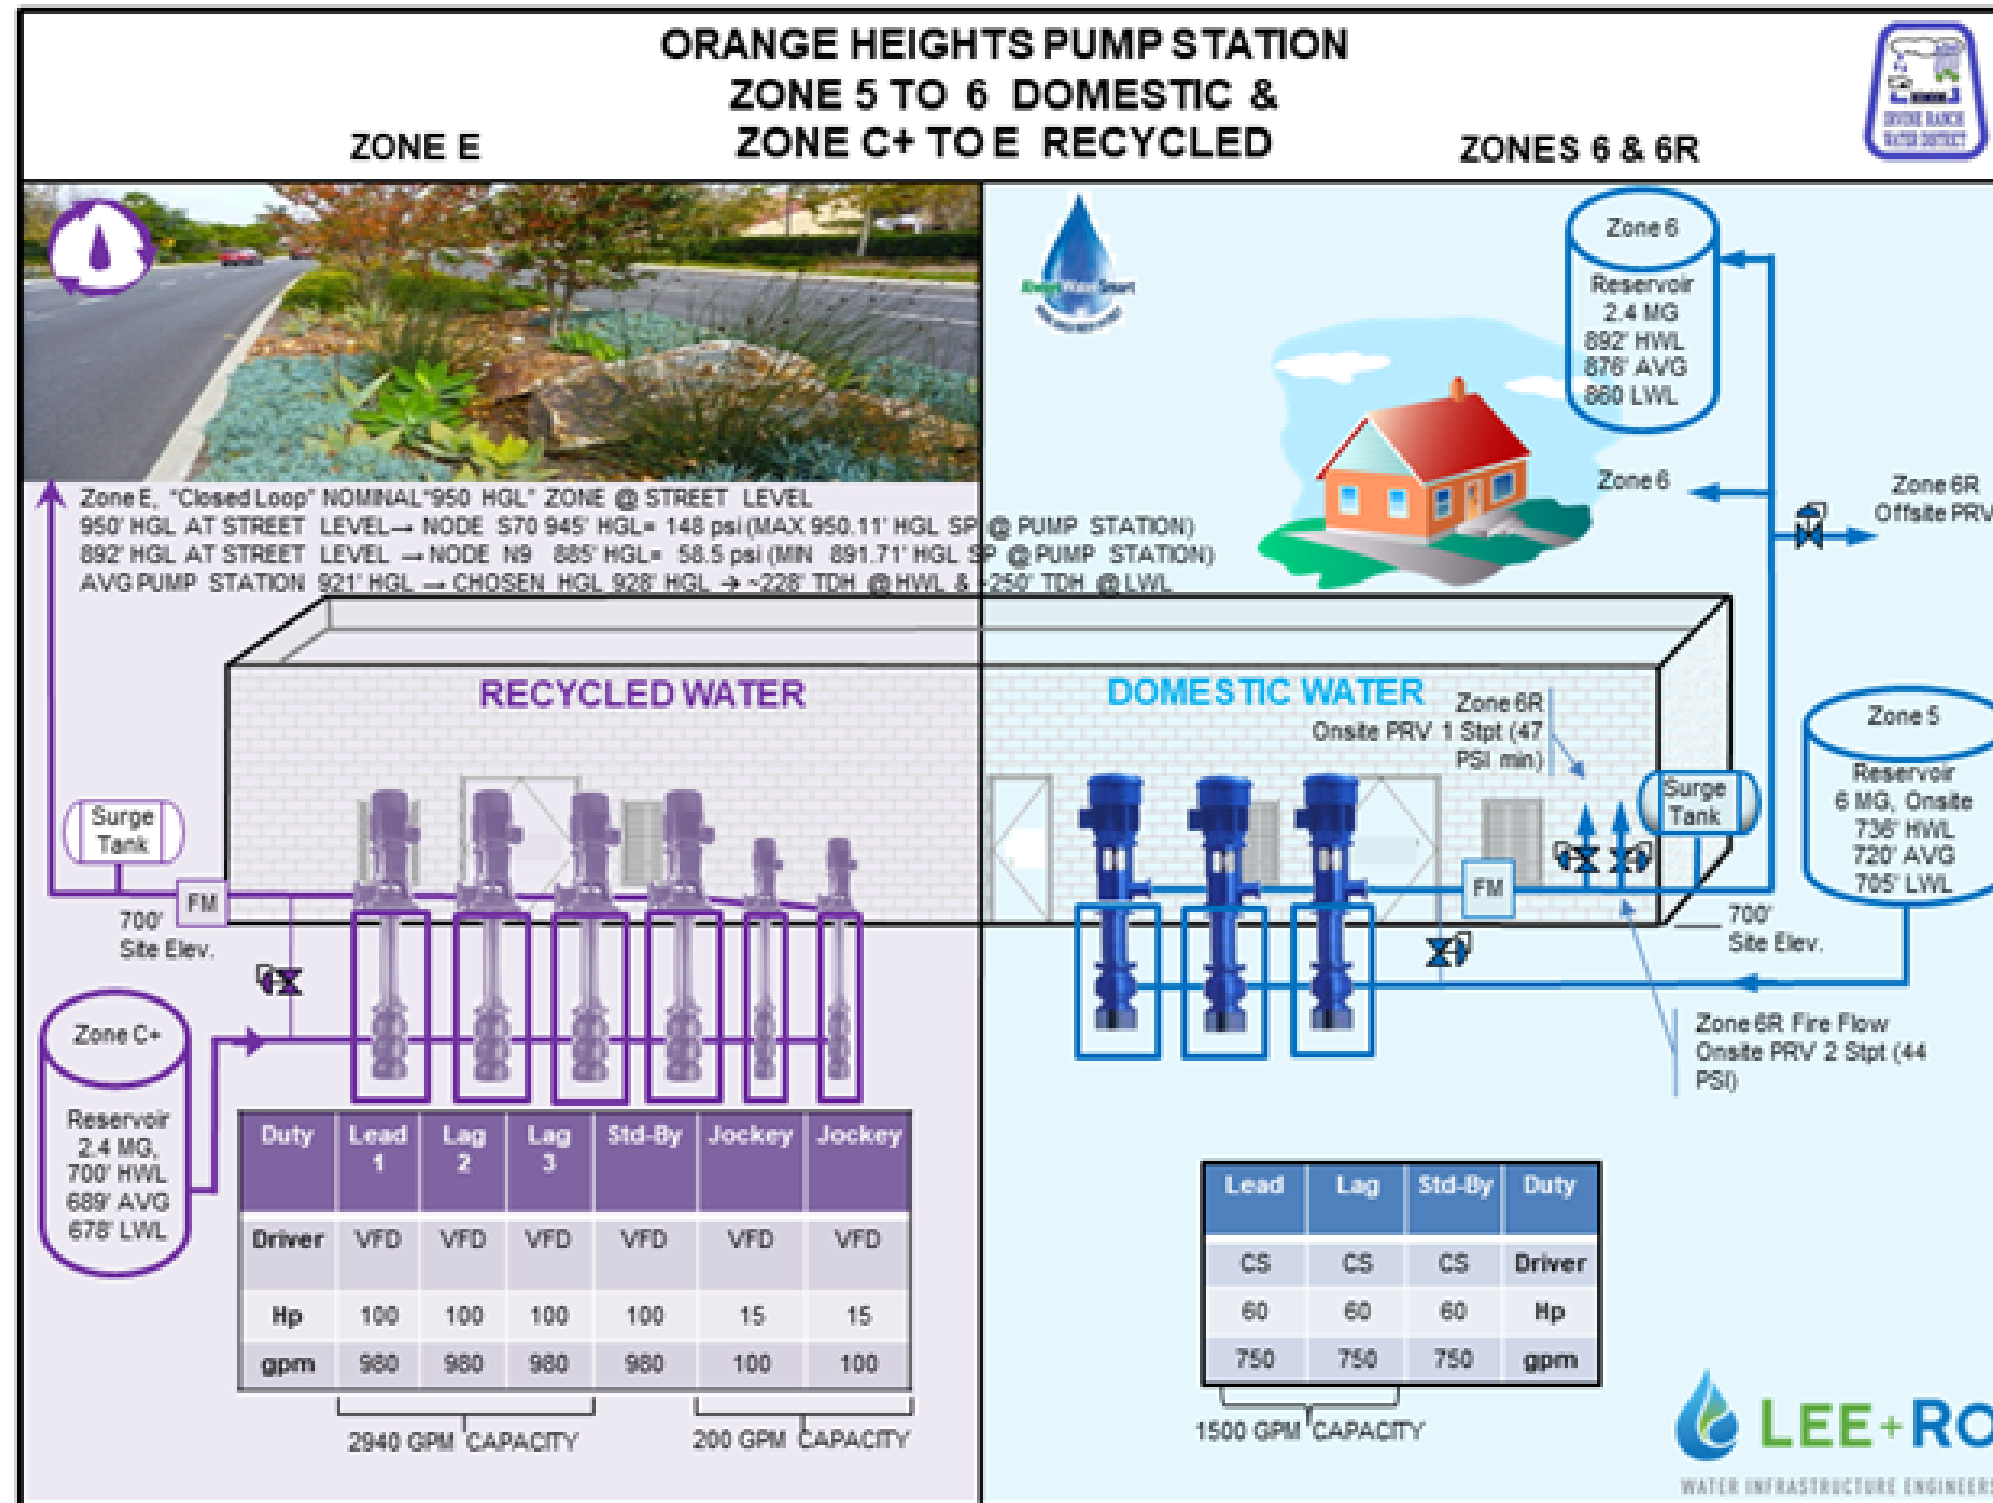 ORANGE HEIGHTS PUMP STATION
ZONE 5 TO 6 DOMESTIC &
ZONE C+ TO E RECYCLED
ZONE E
ZONES 6 & 6R
IRVINE RANCH
WATER DISTRICT
AlwaysWaterSmart
Zone 6
Reservoir
2.4 MG
892' HWL
876' AVG
860 LWL
Zone 6
Zone 6R
Offsite PRV
Zone E, "Closed Loop" NOMINAL "950 HGL" ZONE @ STREET LEVEL
950' HGL AT STREET LEVEL→ NODE S70 945' HGL= 148 psi (MAX 950.11' HGL SP @ PUMP STATION)
892' HGL AT STREET LEVEL → NODE N9 885' HGL= 58.5 psi (MIN 891.71' HGL SP @ PUMP STATION)
AVG PUMP STATION 921' HGL → CHOSEN HGL 928' HGL → ~228' TDH @ HWL & ~250' TDH @ LWL
RECYCLED WATER
DOMESTIC WATER
Zone 6R
Onsite PRV 1 Stpt (47
PSI min)
Zone 5
Reservoir
6 MG, Onsite
736' HWL
720' AVG
705' LWL
Surge
Tank
Surge
Tank
FM
FM
700'
Site Elev.
700'
Site Elev.
Zone C+
Reservoir
2.4 MG,
700' HWL
689' AVG
678' LWL
Zone 6R Fire Flow
Onsite PRV 2 Stpt (44
PSI)
Duty Lead 1 Lag 2 Lag 3 Std-By Jockey Jockey
Driver VFD VFD VFD VFD VFD VFD
Hp 100 100 100 100 15 15
gpm 980 980 980 980 100 100
2940 GPM CAPACITY
200 GPM CAPACITY
Lead Lag Std-By Duty
CS CS CS Driver
60 60 60 Hp
750 750 750 gpm
1500 GPM CAPACITY
LEE+RO
WATER INFRASTRUCTURE ENGINEERS